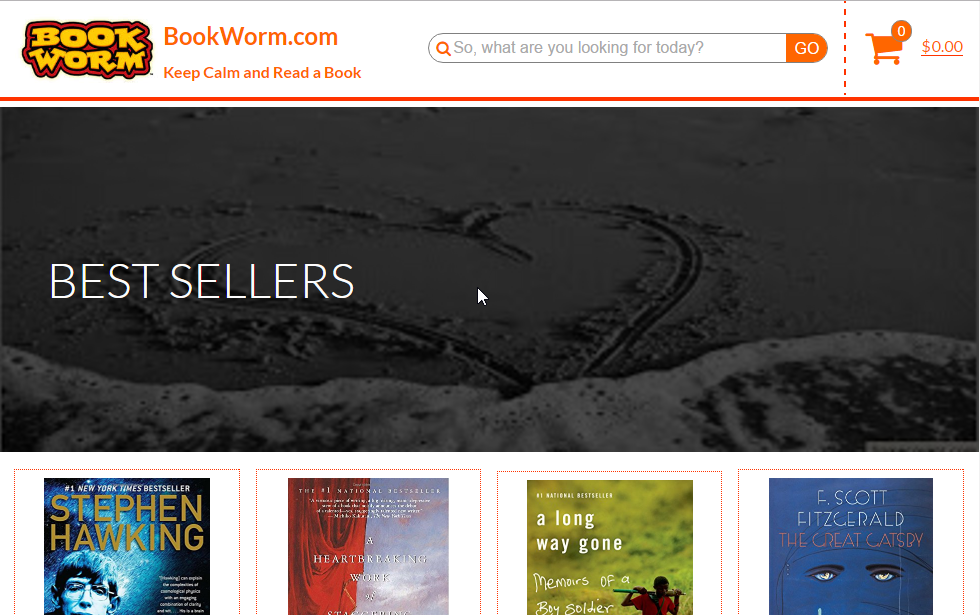 BOOK
WORM
BookWorm.com
Keep Calm and Read a Book
So, what are you looking for today?
GO
0
$0.00
BEST SELLERS
#1 NEW YORK TIMES BESTSELLER
STEPHEN
HAWKING
THE #1 NATIONAL BESTSELLER
A
HEARTBREAKING
WORK
of
STAGGERING
#1 NATIONAL BESTSELLER
a long
way gone
Memoirs of a
Boy Soldier
F. SCOTT
FITZGERALD
THE GREAT GATSBY